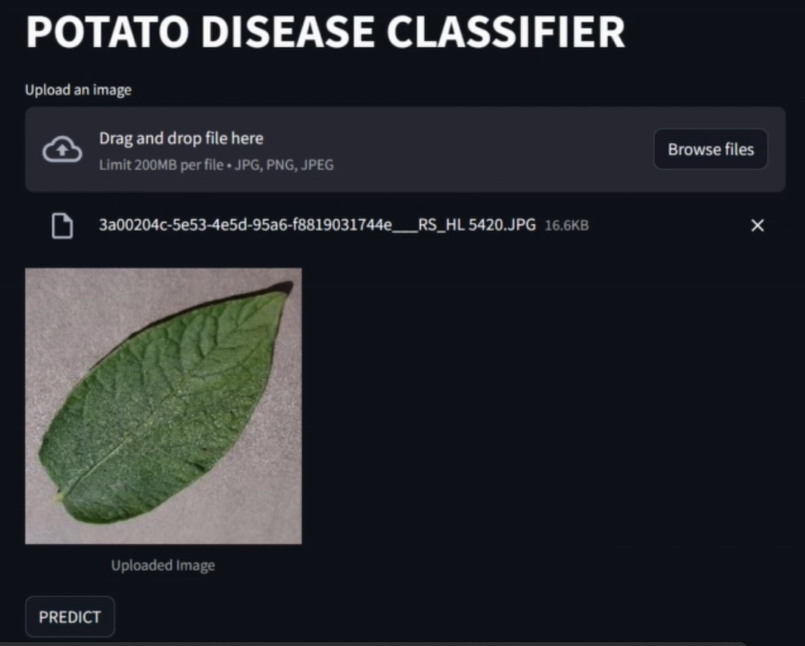 POTATO DISEASE CLASSIFIER
Upload an image
Drag and drop file here
Limit 200MB per file • JPG, PNG, JPEG
Browse files
3a00204c-5e53-4e5d-95a6-f8819031744e___RS_HL 5420.JPG 16.6KB
Uploaded Image
PREDICT